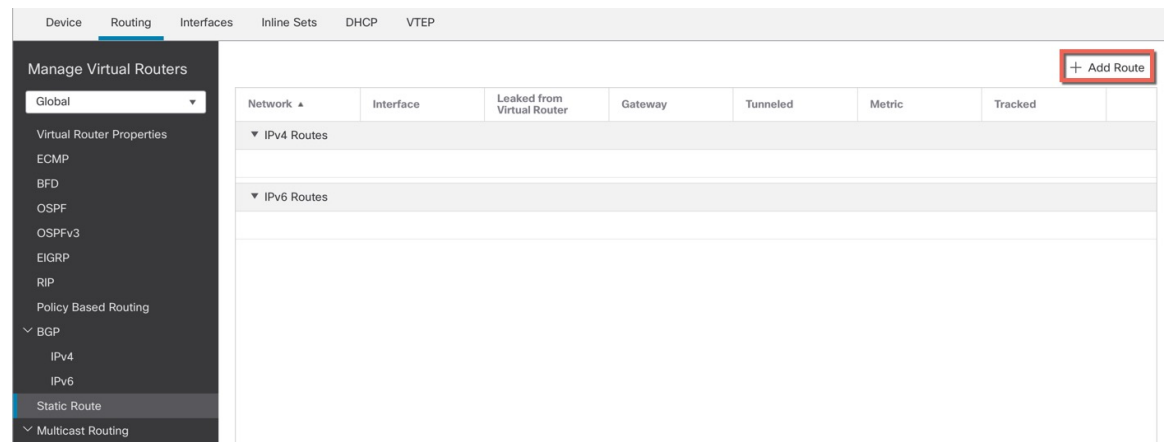 Device Routing Interfaces Inline Sets DHCP VTEP
Manage Virtual Routers
Global
Virtual Router Properties
ECMP
BFD
OSPF
OSPFv3
EIGRP
RIP
Policy Based Routing
BGP
IPv4
IPv6
Static Route
Multicast Routing
+ Add Route
Network ▲ Interface Leaked from Virtual Router Gateway Tunneled Metric Tracked
▼ IPv4 Routes
▼ IPv6 Routes